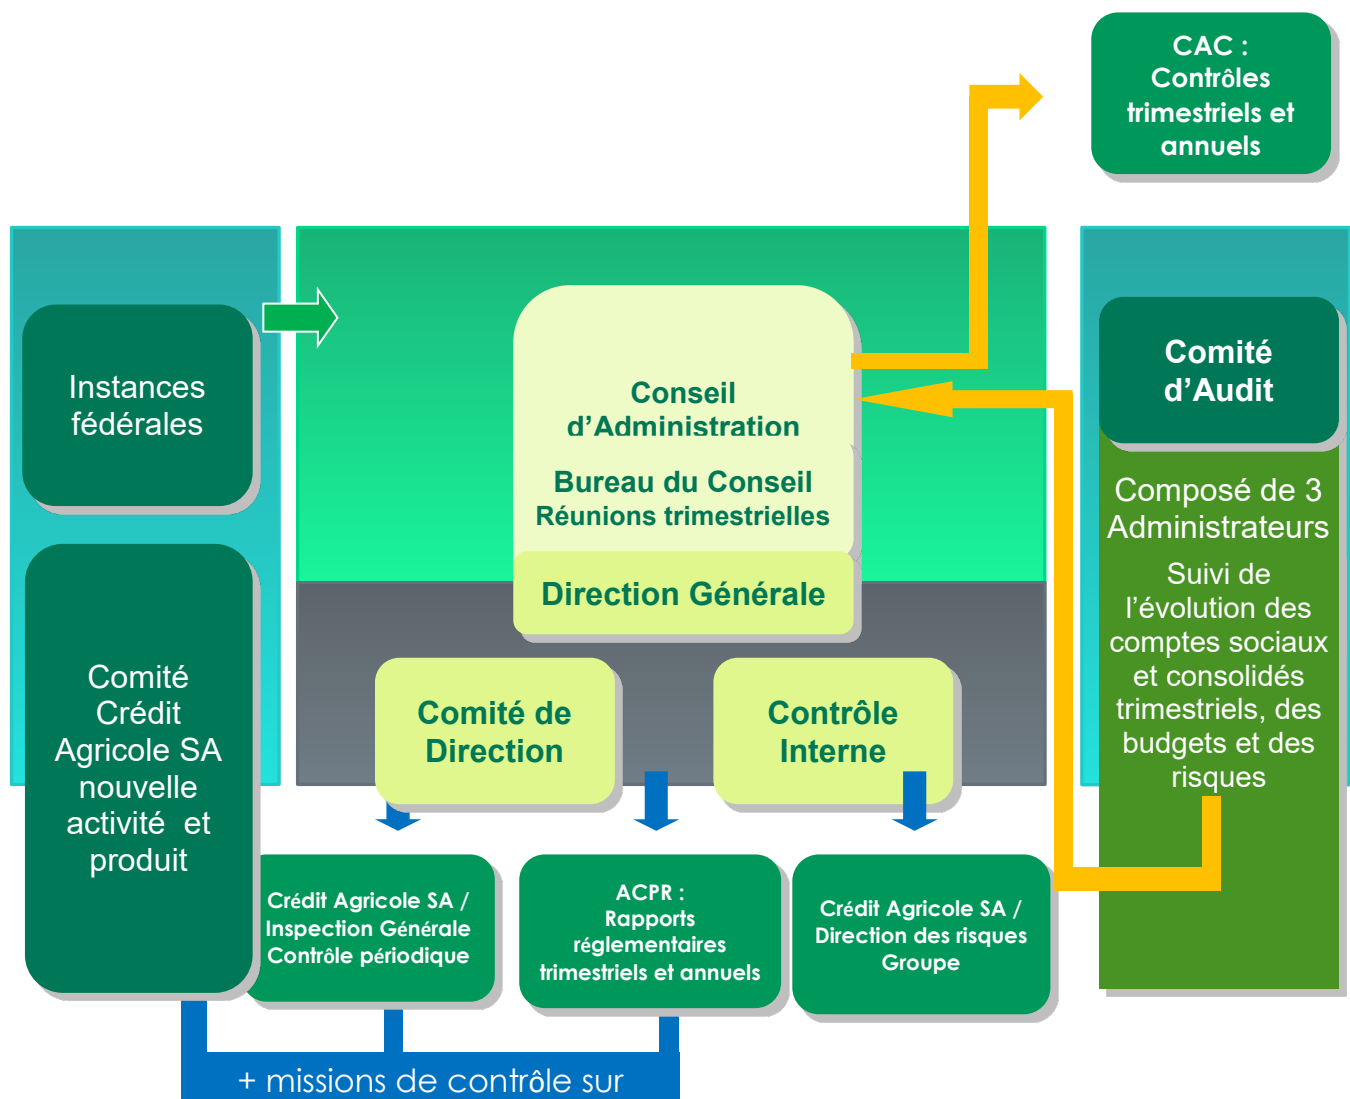 CAC :
Contrôles
trimestriels et
annuels
Instances
fédérales
Conseil
d’Administration
Bureau du Conseil
Réunions trimestrielles
Direction Générale
Comité
d’Audit
Composé de 3
Administrateurs
Suivi de
l’évolution des
comptes sociaux
et consolidés
trimestriels, des
budgets et des
risques
Comité
Crédit
Agricole SA
nouvelle
activité et
produit
Comité de
Direction
Contrôle
Interne
Crédit Agricole SA /
Inspection Générale
Contrôle périodique
ACPR :
Rapports
réglementaires
trimestriels et annuels
Crédit Agricole SA /
Direction des risques
Groupe
+ missions de contrôle sur